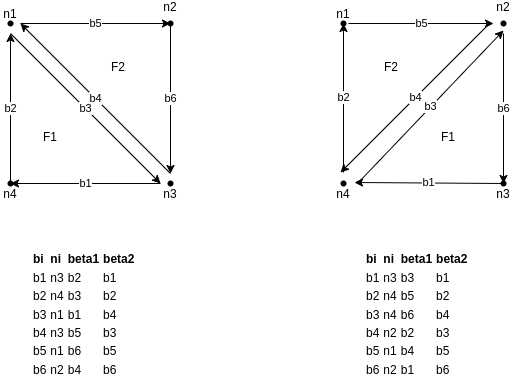 n1 b5 n2
F2
b2 b4 b3 b6
F1
n4 b1 n3
bi ni beta1 beta2
b1 n3 b2 b1
b2 n4 b3 b2
b3 n1 b1 b4
b4 n3 b5 b3
b5 n1 b6 b5
b6 n2 b4 b6
n1 b5 n2
F2
b2 b4 b3 b6
F1
n4 b1 n3
bi ni beta1 beta2
b1 n3 b3 b1
b2 n4 b5 b2
b3 n4 b6 b4
b4 n2 b2 b3
b5 n1 b4 b5
b6 n2 b1 b6